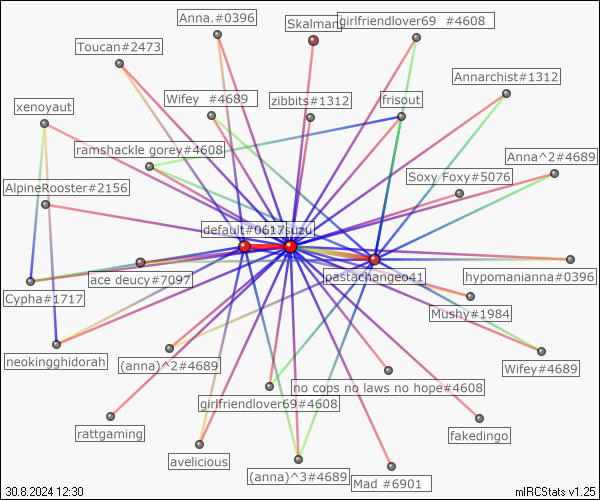 Anna.#0396
Skalman
girlfriendlover69 #4608
Toucan#2473
Annarchist#1312
xenoyaut
Wifey #4689
zibbits#1312
frisout
ramshackle gorey#4608
Anna^2#4689
AlpineRooster#2156
Soxy Foxy#5076
default#0617
suzu
ace deucy#7097
pastachangeo41
hypomanianna#0396
Cypha#1717
Mushy#1984
neokingghidorah
(anna)^2#4689
Wifey#4689
no cops no laws no hope#4608
girlfriendlover69#4608
rattgaming
fakedingo
avelicious
(anna)^3#4689
Mad #6901
30.8.2024 12:30
mIRCStats v1.25